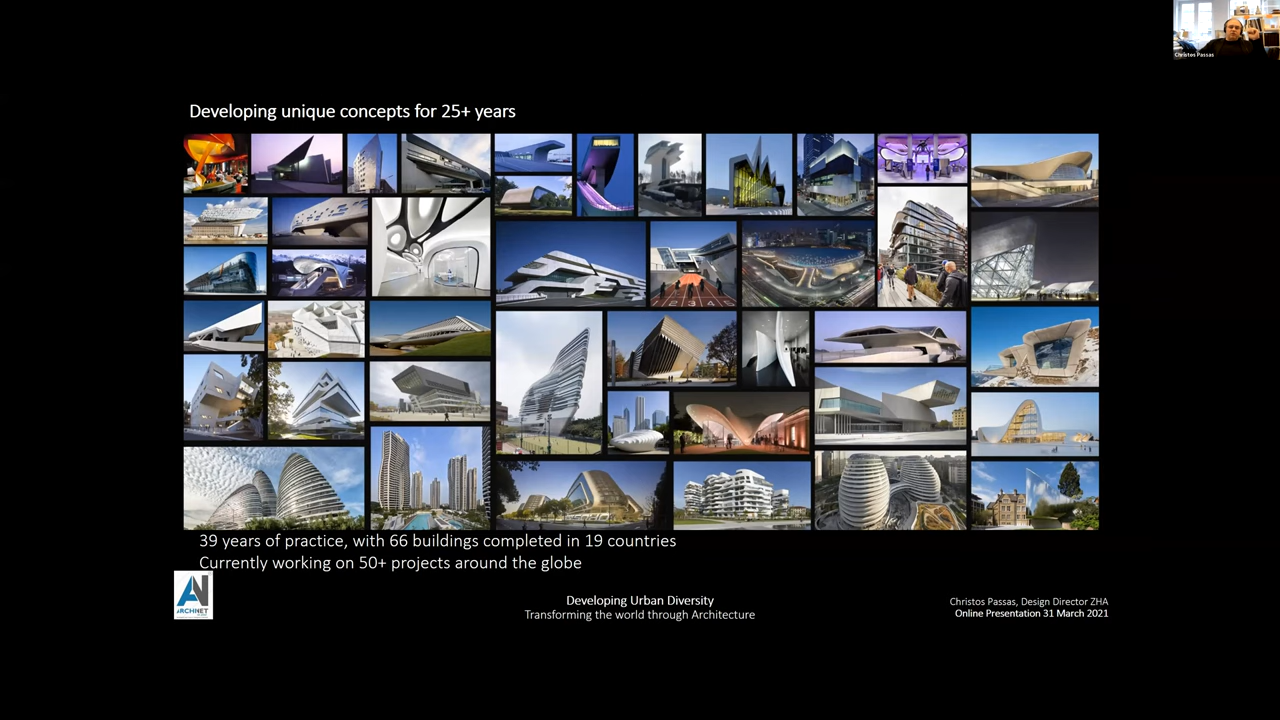 Christos Passas
Developing unique concepts for 25+ years
39 years of practice, with 66 buildings completed in 19 countries
Currently working on 50+ projects around the globe
AN
ARCHNET
Developing Urban Diversity
Transforming the world through Architecture
Christos Passas, Design Director ZHA
Online Presentation 31 March 2021